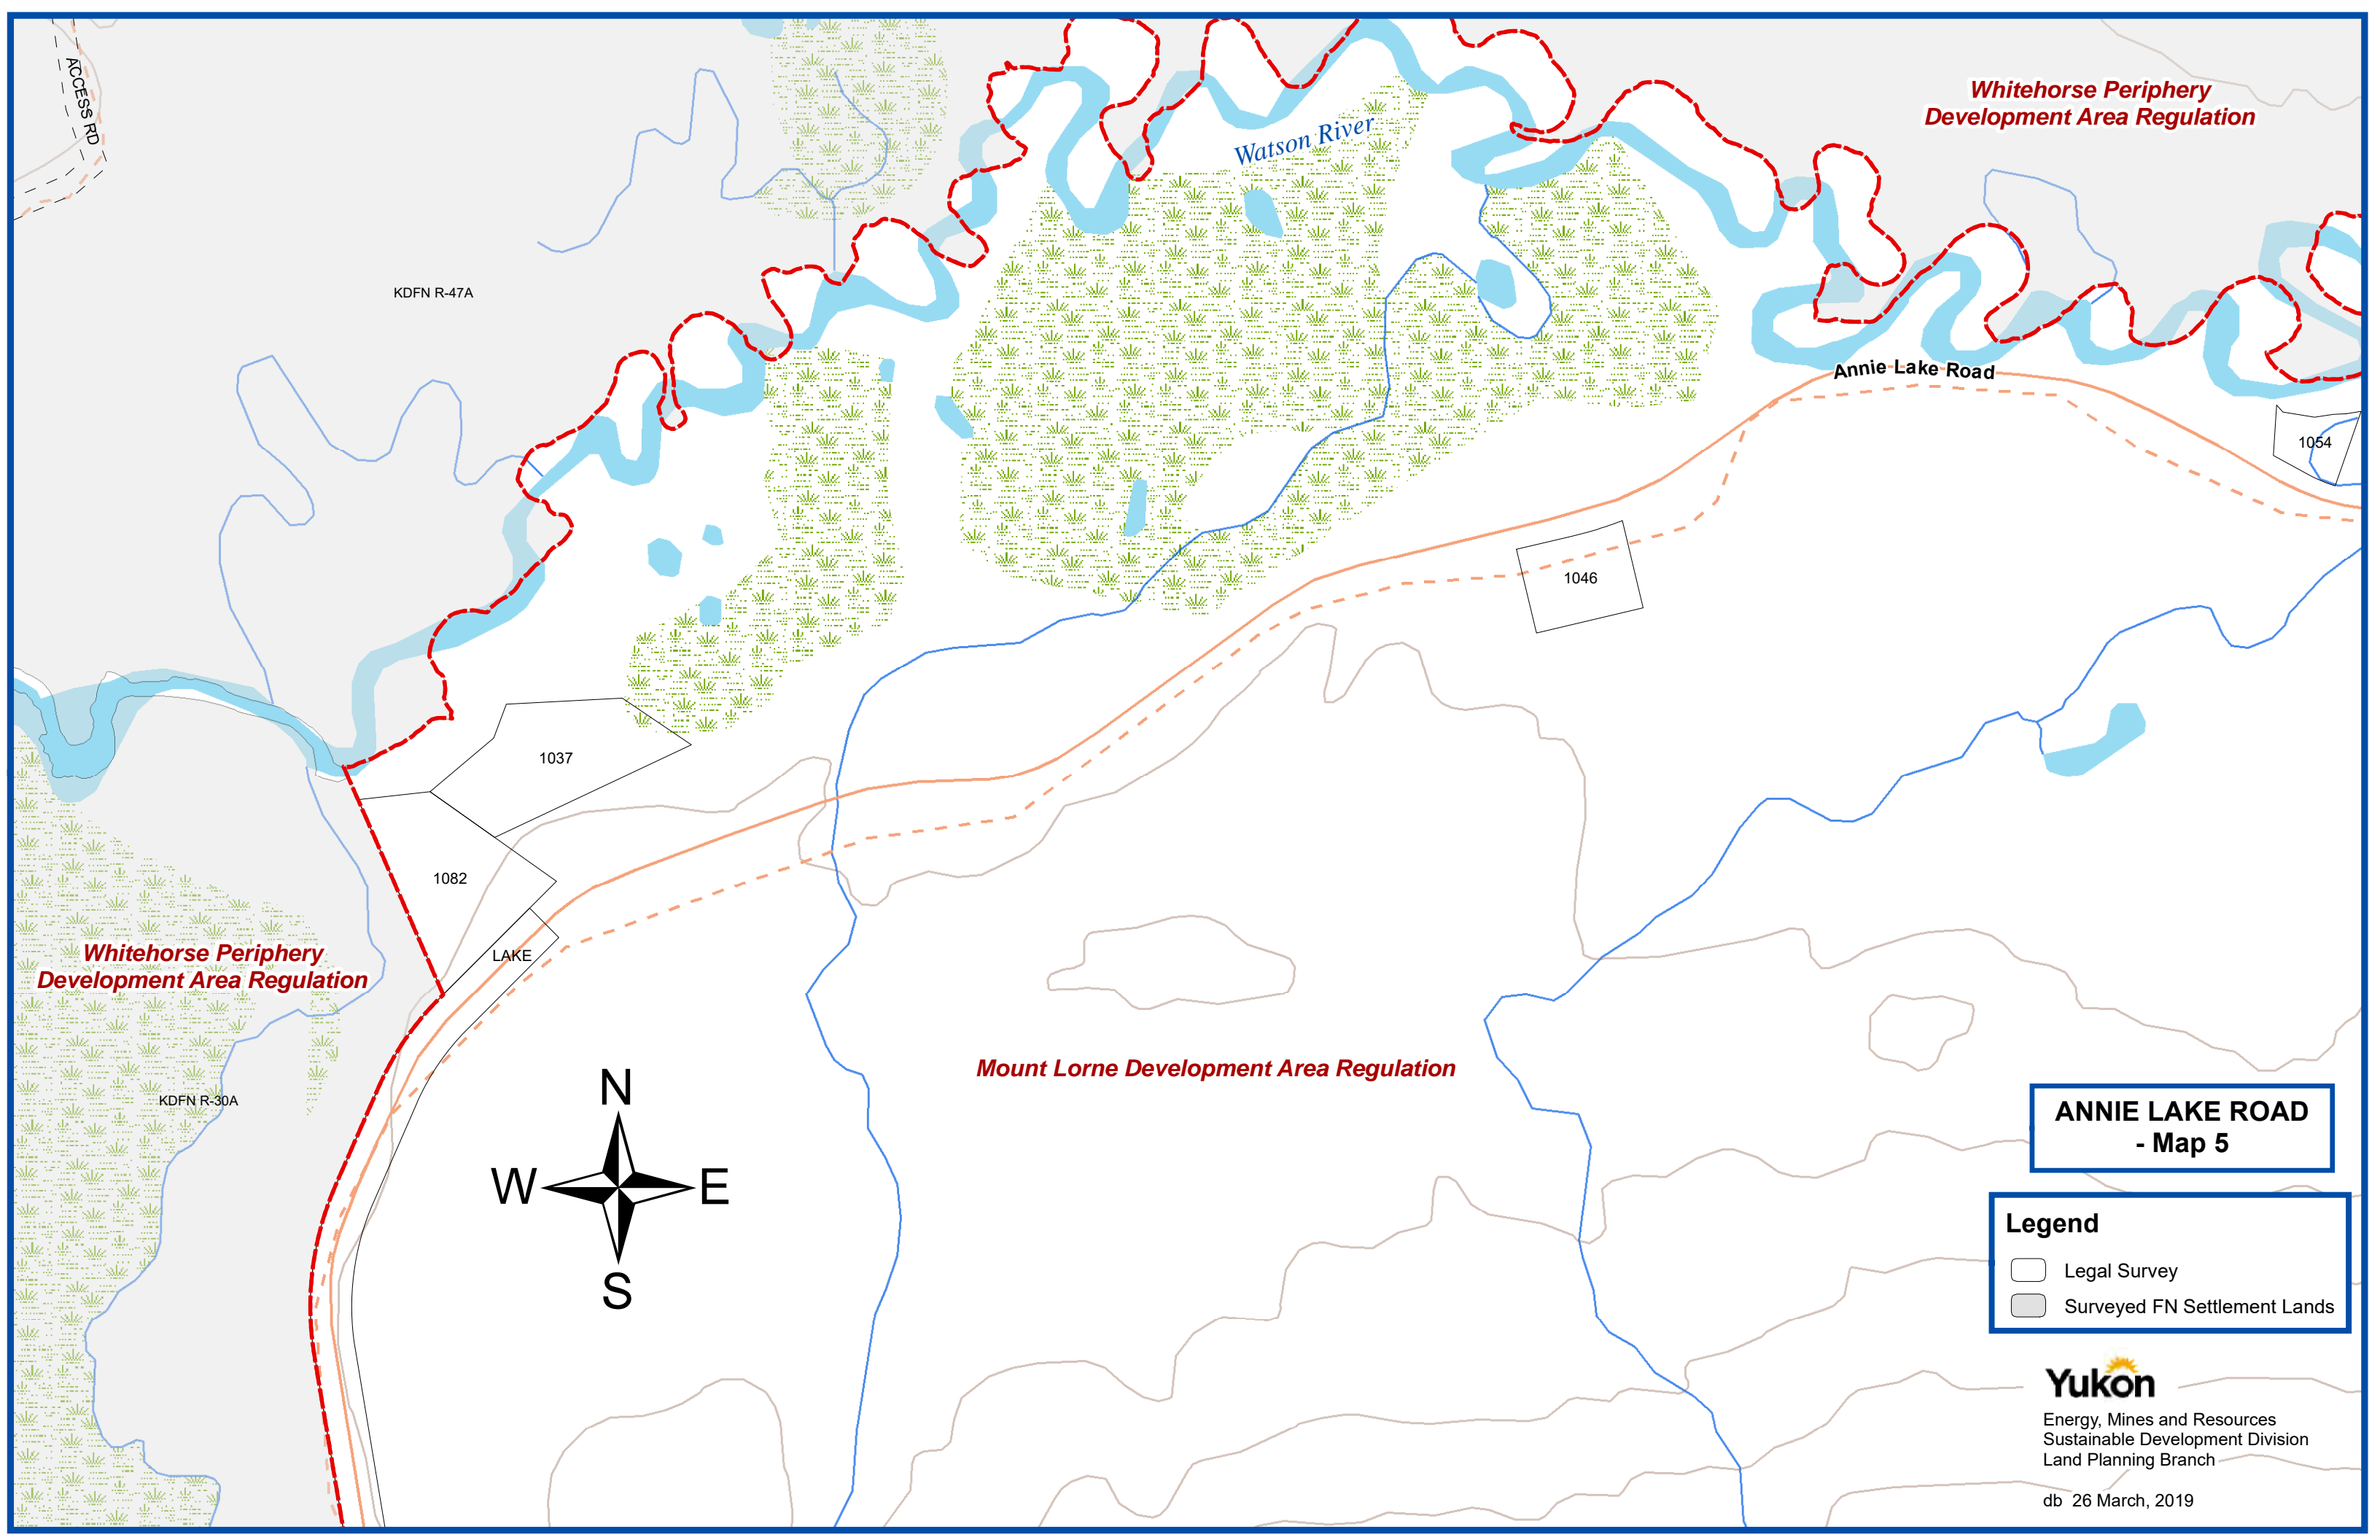 ACCESS RD
Whitehorse Periphery
Development Area Regulation
Watson River
KDFN R-47A
Annie Lake Road
1054
1046
1037
1082
LAKE
Whitehorse Periphery
Development Area Regulation
KDFN R-30A
Mount Lorne Development Area Regulation
N
W
E
S
ANNIE LAKE ROAD
- Map 5
Legend
Legal Survey
Surveyed FN Settlement Lands
Yukon
Energy, Mines and Resources
Sustainable Development Division
Land Planning Branch
db 26 March, 2019